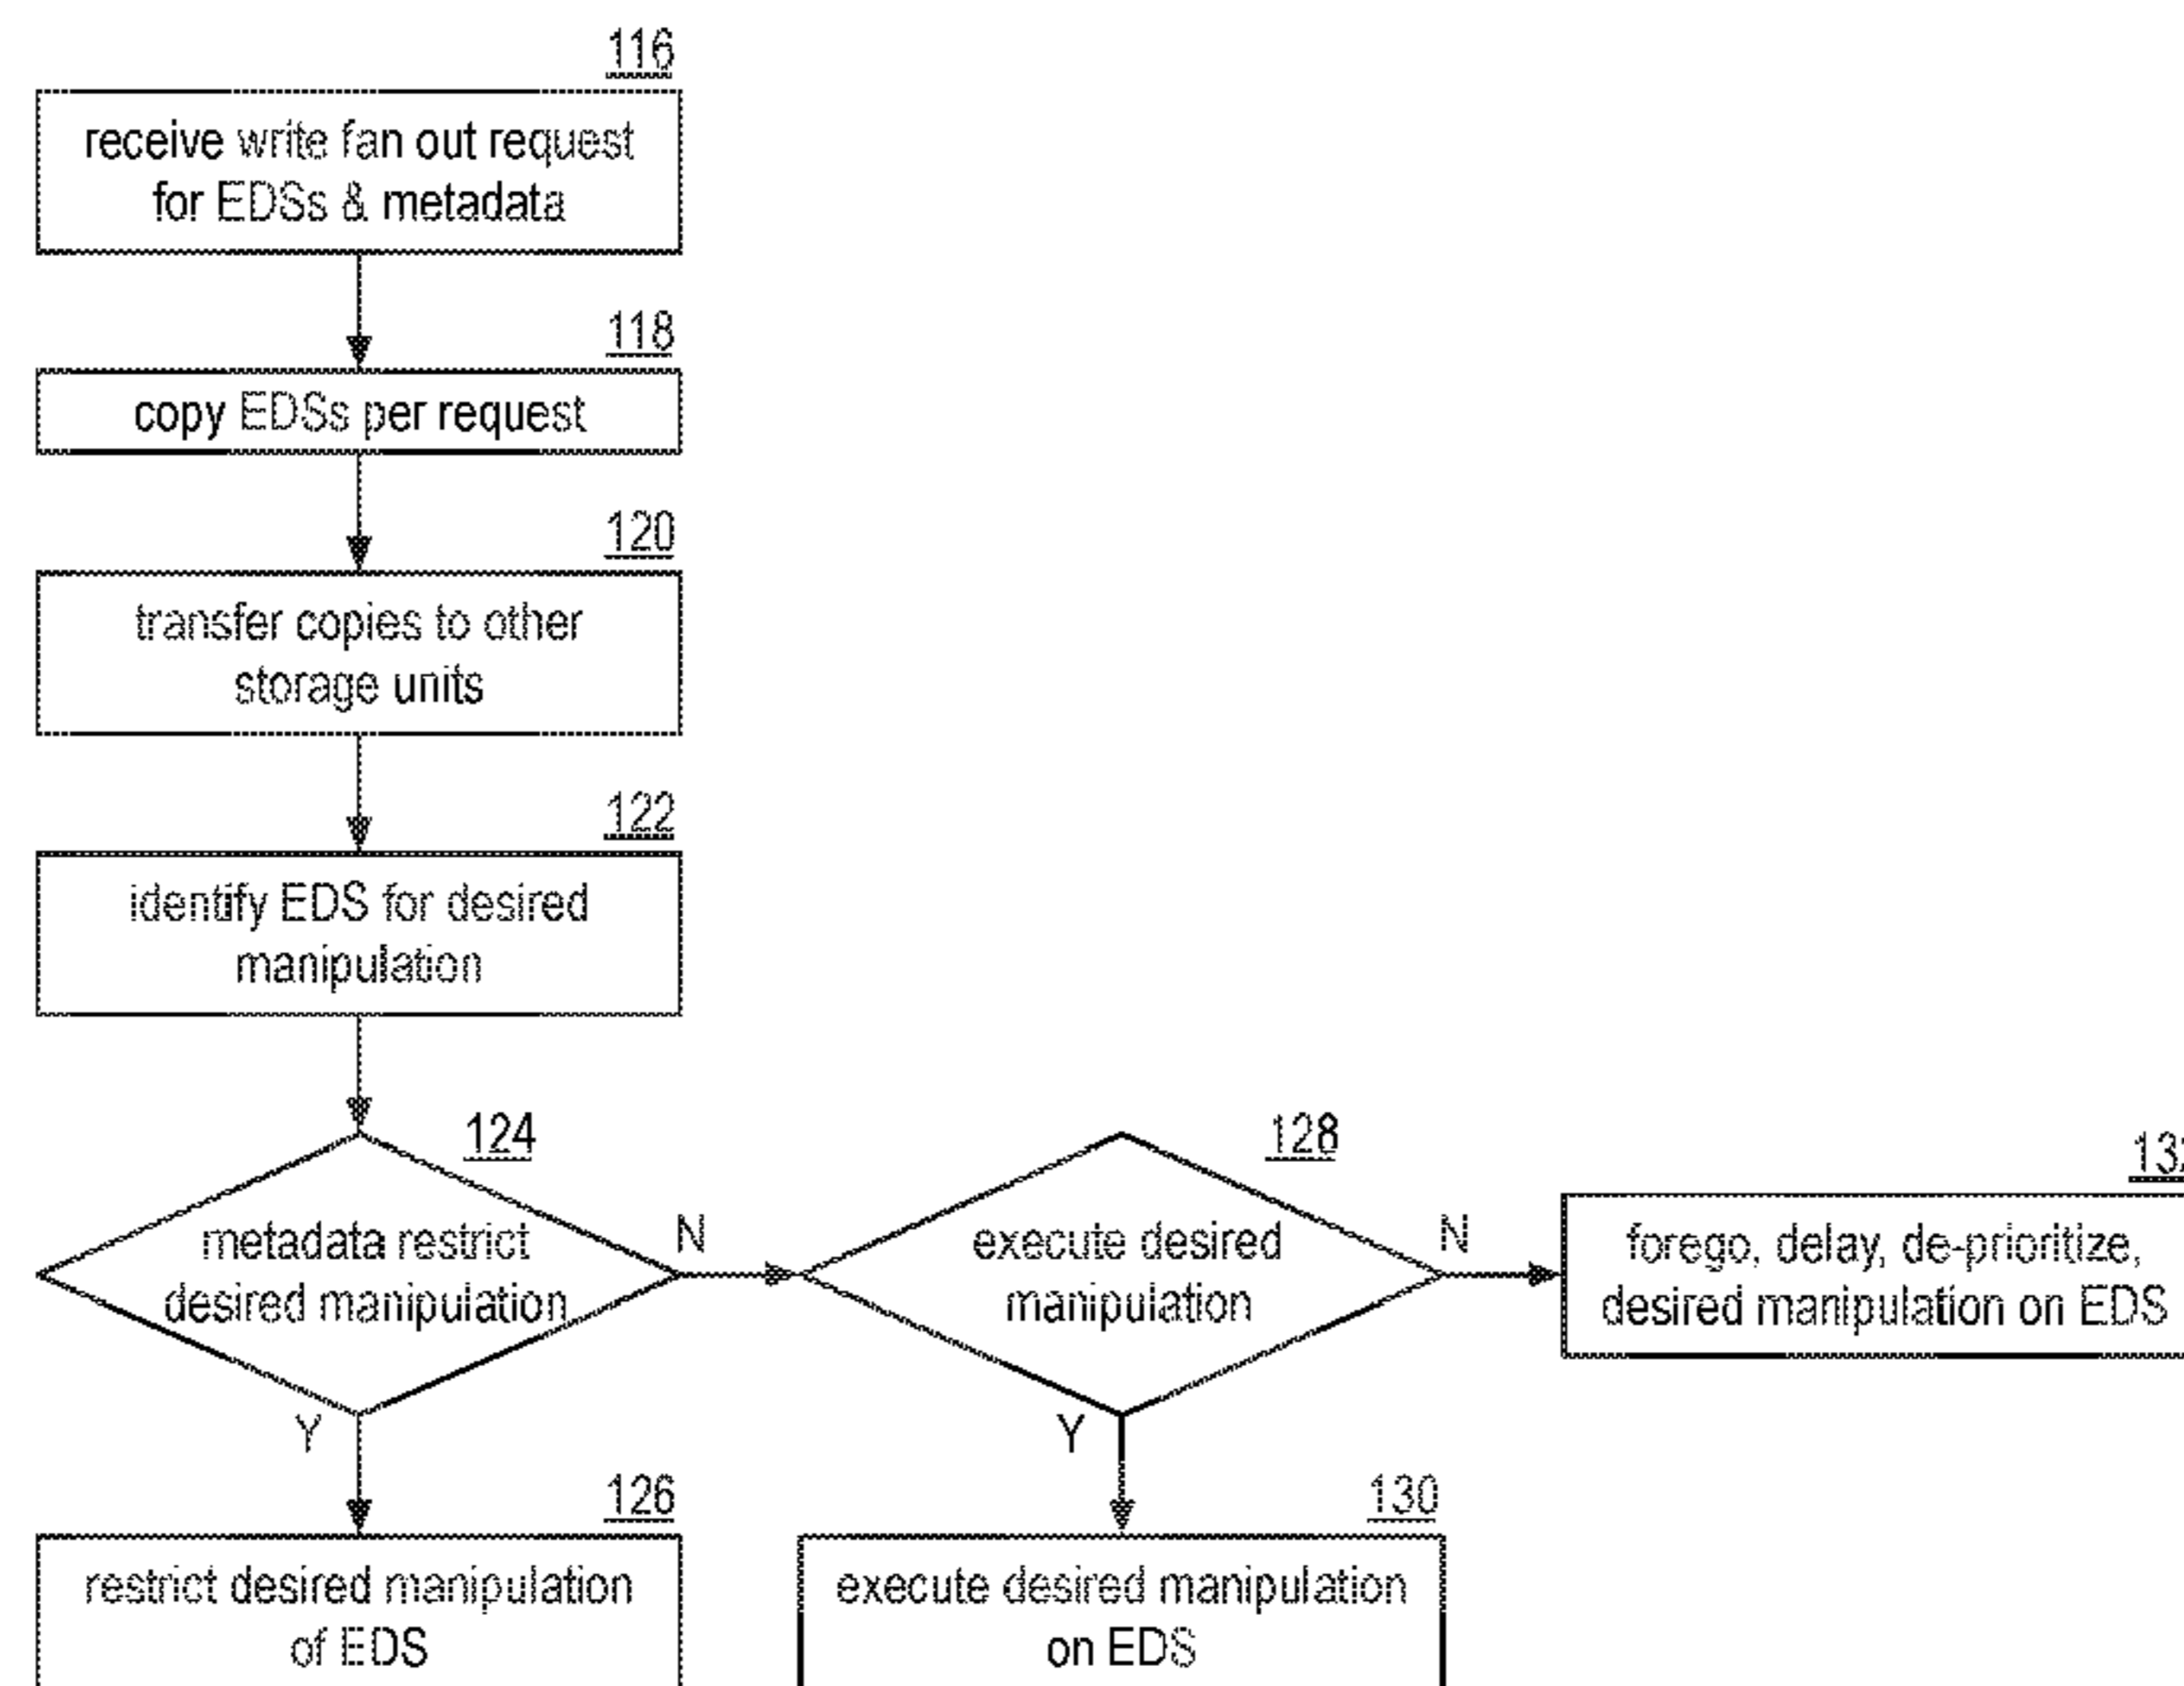 116
receive write fan out request
for EDSs & metadata
118
copy EDSs per request
120
transfer copies to other
storage units
122
identify EDS for desired
manipulation
124
metadata restrict
desired manipulation
N
Y
128
execute desired
manipulation
N
Y
forego, delay, de-prioritize,
desired manipulation on EDS
126
restrict desired manipulation
of EDS
130
execute desired manipulation
on EDS